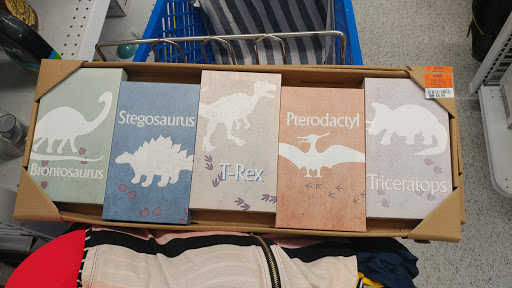 Brontosaurus
Stegosaurus
T-Rex
Pterodactyl
Triceratops